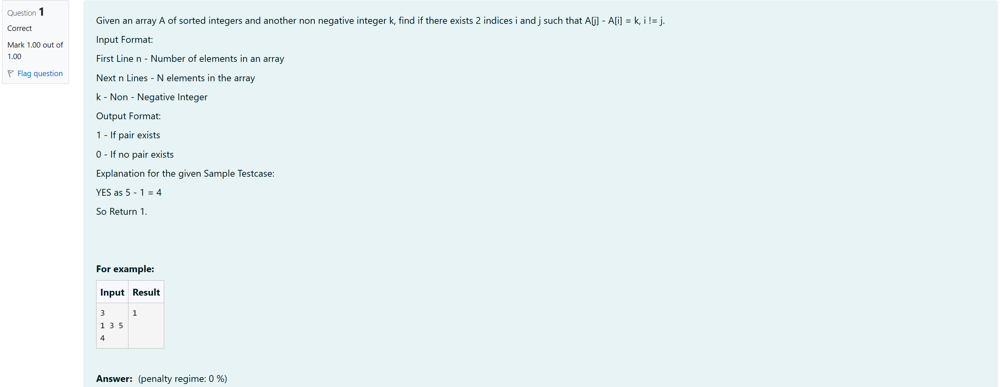 Question 1
Correct
Mark 1.00 out of
1.00
Flag question
Given an array A of sorted integers and another non negative integer k, find if there exists 2 indices i and j such that A[j] - A[i] = k, i != j.
Input Format:
First Line n - Number of elements in an array
Next n Lines - N elements in the array
k - Non - Negative Integer
Output Format:
1 - If pair exists
0 - If no pair exists
Explanation for the given Sample Testcase:
YES as 5 - 1 = 4
So Return 1.
For example:
Input Result
3 1
1 3 5
4
Answer: (penalty regime: 0 %)